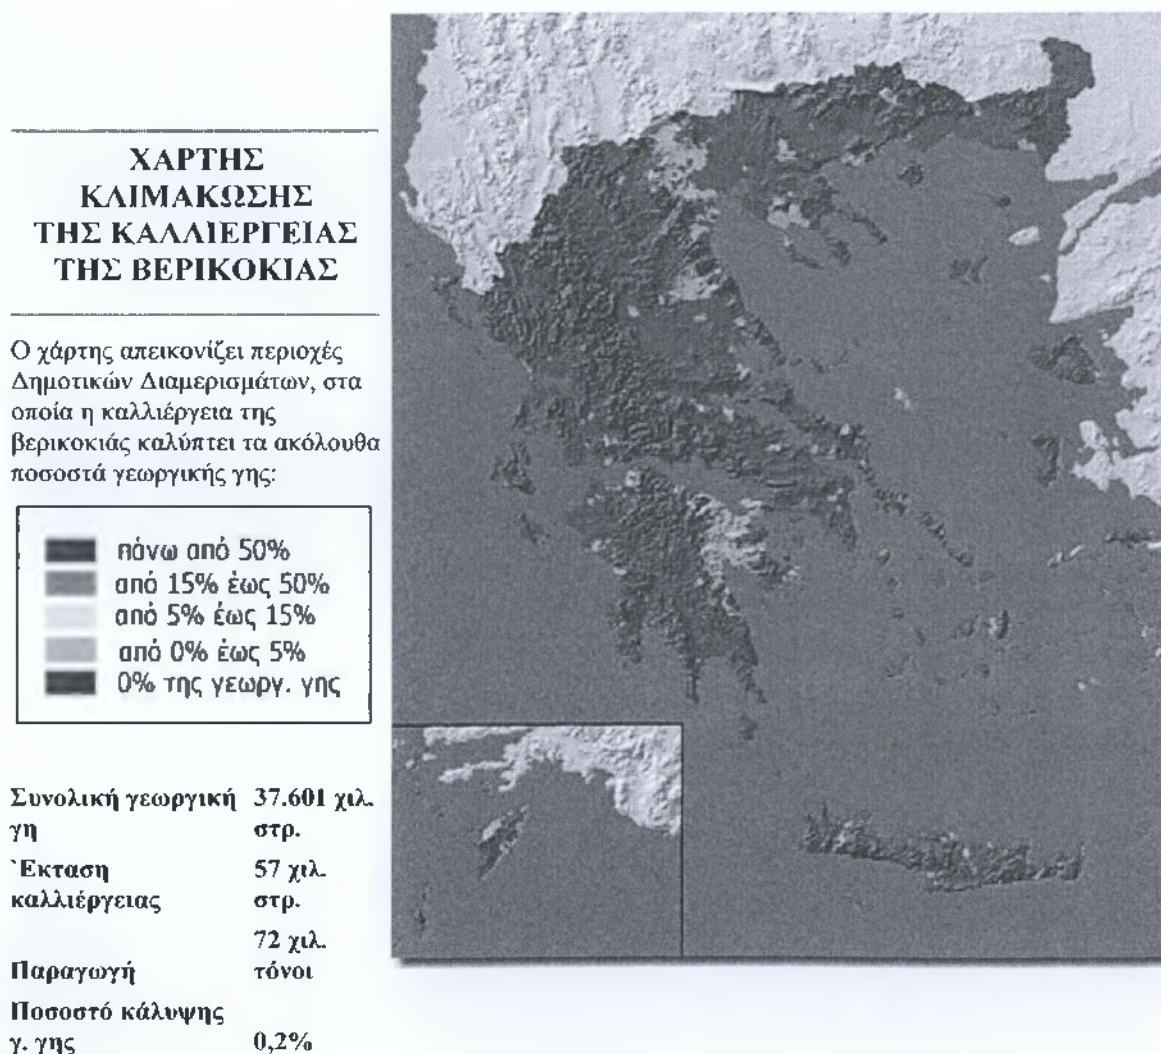 ΧΑΡΤΗΣ
ΚΛΙΜΑΚΩΣΗΣ
ΤΗΣ ΚΑΛΛΙΕΡΓΕΙΑΣ
ΤΗΣ ΒΕΡΙΚΟΚΙΑΣ
Ο χάρτης απεικονίζει περιοχές
Δημοτικών Διαμερισμάτων, στα
οποία η καλλιέργεια της
βερικοκιάς καλύπτει τα ακόλουθα
ποσοστά γεωργικής γης:
πάνω από 50%
από 15% έως 50%
από 5% έως 15%
από 0% έως 5%
0% της γεωργ. γης
Συνολική γεωργική 37.601 χιλ.
γη στρ.
`Εκταση 57 χιλ.
καλλιέργειας στρ.
72 χιλ.
Παραγωγή τόνοι
Ποσοστό κάλυψης
γ. γης 0,2%